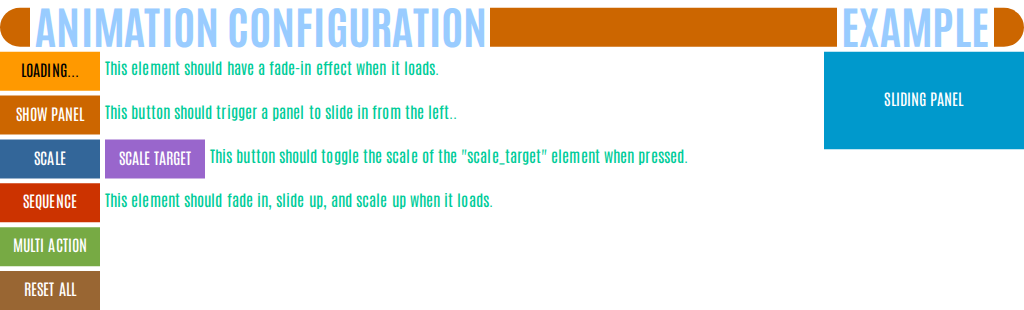 ANIMATION CONFIGURATION EXAMPLE
LOADING... This element should have a fade-in effect when it loads.
SLIDING PANEL
SHOW PANEL This button should trigger a panel to slide in from the left..
SCALE SCALE TARGET This button should toggle the scale of the "scale_target" element when pressed.
SEQUENCE This element should fade in, slide up, and scale up when it loads.
MULTI ACTION
RESET ALL